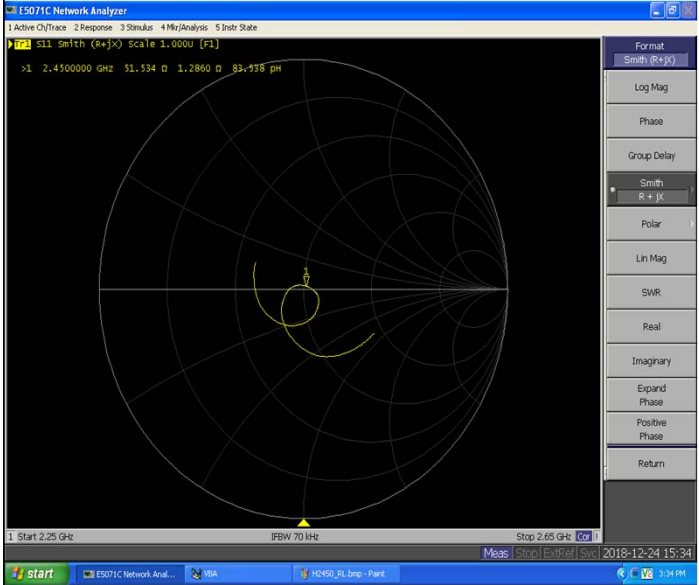 E5071C Network Analyzer
1 Active Ch/Trace 2 Response 3 Stimulus 4 Mkr/Analysis 5 Instr State
Tr1 S11 Smith (R+jX) Scale 1.000U [F1]
>1 2.4500000 GHz 51.534 Ω 1.2860 Ω 83.538 pH
1
Format
Smith (R+jX)
Log Mag
Phase
Group Delay
Smith
R + jX
Polar
Lin Mag
SWR
Real
Imaginary
Expand
Phase
Positive
Phase
Return
1 Start 2.25 GHz IFBW 70 kHz Stop 2.65 GHz Cor !
Meas Stop ExtRef Svc 2018-12-24 15:34
start E5071C Network Anal... VBA H2450_RL.bmp - Paint 3:34 PM